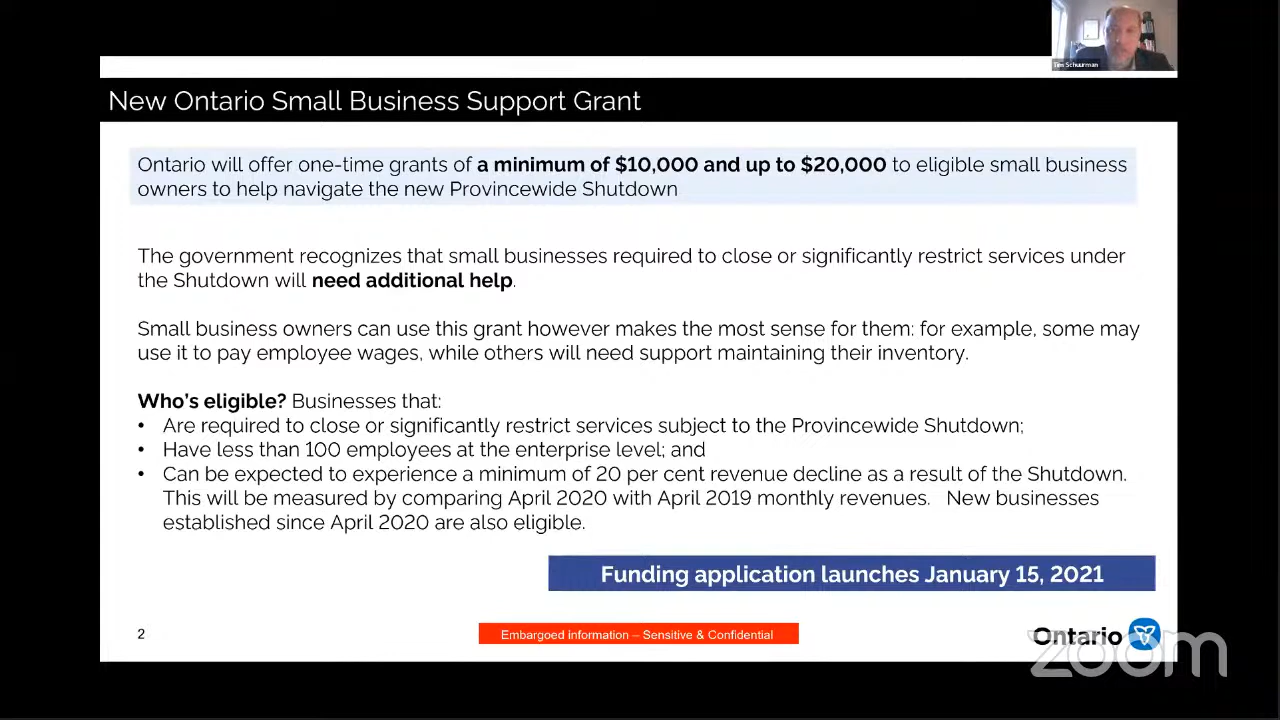 Tim Schuurman
New Ontario Small Business Support Grant
Ontario will offer one-time grants of a minimum of $10,000 and up to $20,000 to eligible small business
owners to help navigate the new Provincewide Shutdown
The government recognizes that small businesses required to close or significantly restrict services under
the Shutdown will need additional help.
Small business owners can use this grant however makes the most sense for them: for example, some may
use it to pay employee wages, while others will need support maintaining their inventory.
Who's eligible? Businesses that:
• Are required to close or significantly restrict services subject to the Provincewide Shutdown;
• Have less than 100 employees at the enterprise level; and
• Can be expected to experience a minimum of 20 per cent revenue decline as a result of the Shutdown.
This will be measured by comparing April 2020 with April 2019 monthly revenues. New businesses
established since April 2020 are also eligible.
Funding application launches January 15, 2021
2
Embargoed information – Sensitive & Confidential
Ontario
zoom